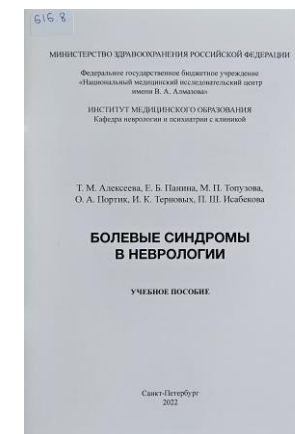 616.8
МИНИСТЕРСТВО ЗДРАВООХРАНЕНИЯ РОССИЙСКОЙ ФЕДЕРАЦИИ
Федеральное государственное бюджетное учреждение
«Национальный медицинский исследовательский центр
имени В. А. Алмазова»
ИНСТИТУТ МЕДИЦИНСКОГО ОБРАЗОВАНИЯ
Кафедра неврологии и психиатрии с клиникой
Т. М. Алексеева, Е. Б. Панина, М. П. Топузова,
О. А. Портик, И. К. Терновых, П. Ш. Исабекова
БОЛЕВЫЕ СИНДРОМЫ
В НЕВРОЛОГИИ
УЧЕБНОЕ ПОСОБИЕ
Санкт-Петербург
2022